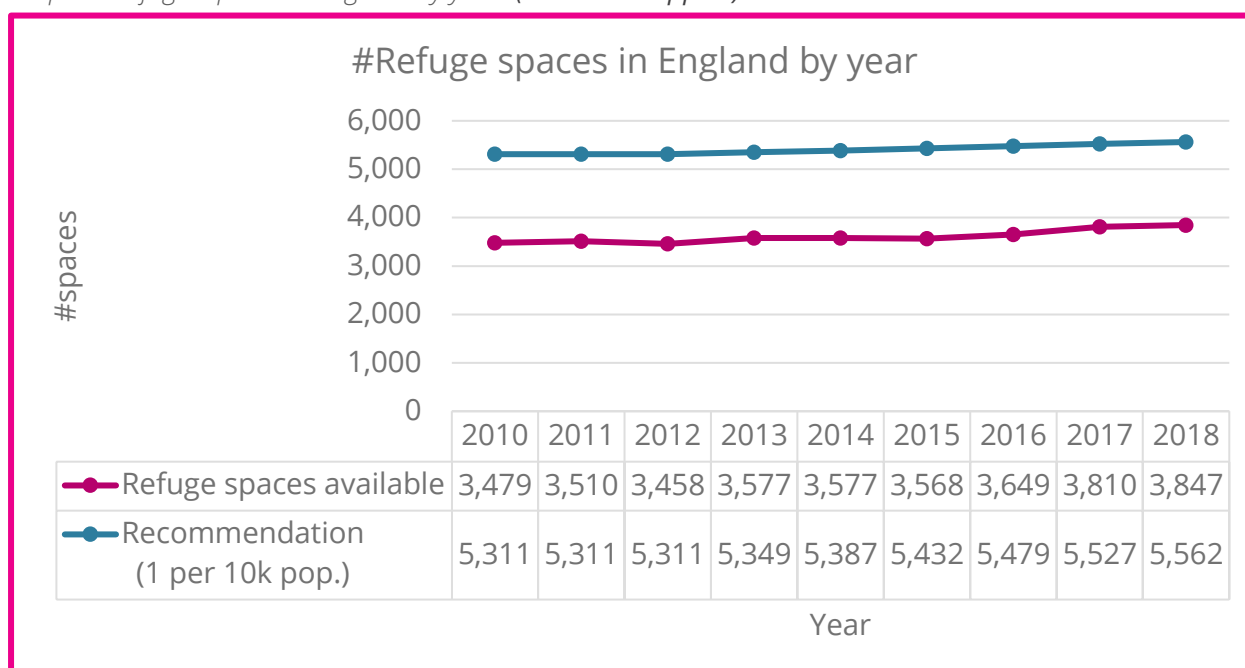 #Refuge spaces in England by year
6,000
5,000
4,000
3,000
2,000
1,000
0
#spaces
2010 2011 2012 2013 2014 2015 2016 2017 2018
Refuge spaces available 3,479 3,510 3,458 3,577 3,577 3,568 3,649 3,810 3,847
Recommendation
(1 per 10k pop.) 5,311 5,311 5,311 5,349 5,387 5,432 5,479 5,527 5,562
Year